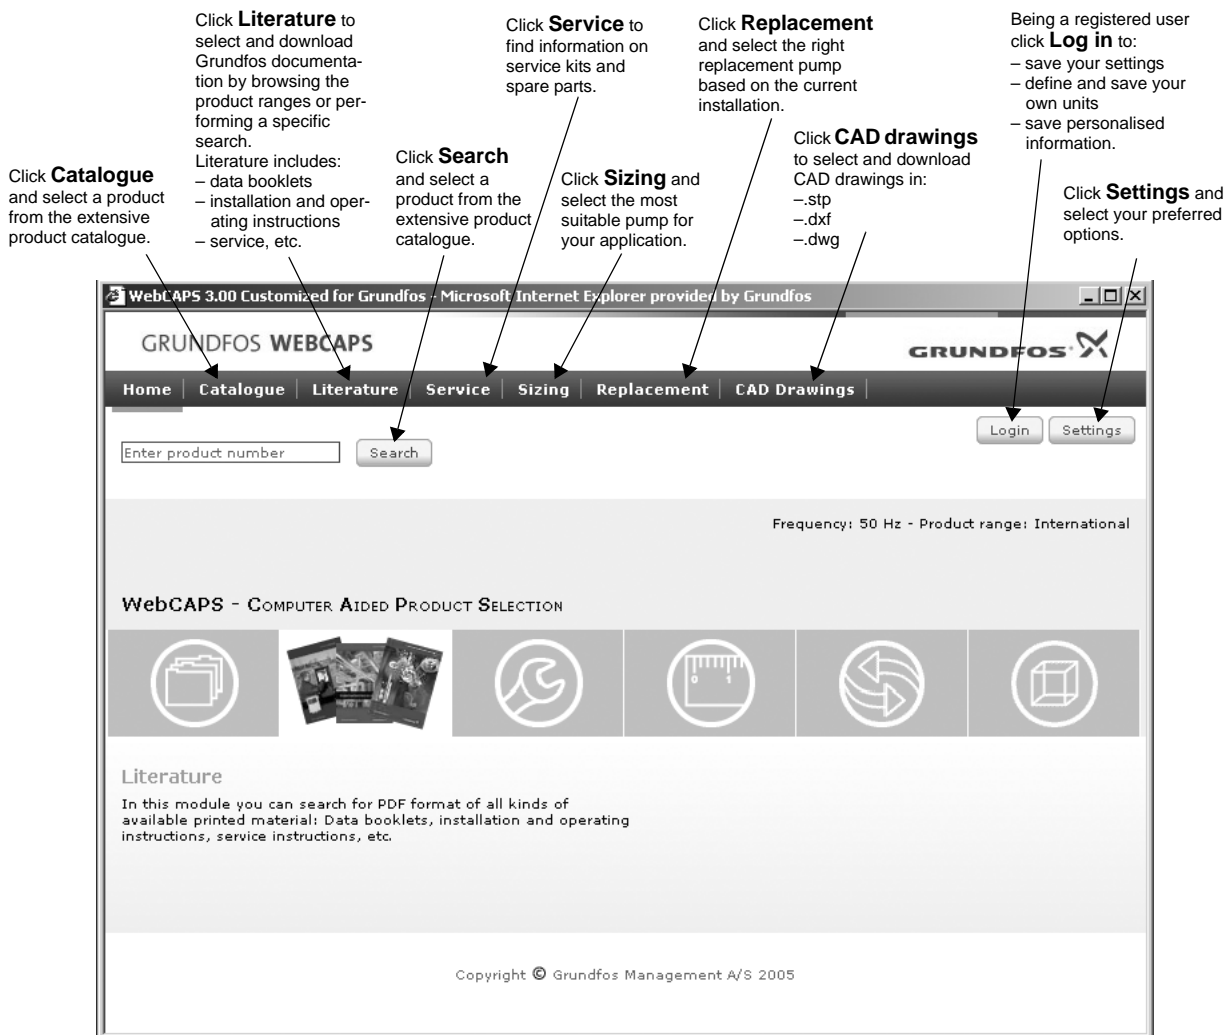 Click Literature to
select and download
Grundfos documenta-
tion by browsing the
product ranges or per-
forming a specific
search.
Literature includes:
– data booklets
– installation and oper-
ating instructions
– service, etc.
Click Service to
find information on
service kits and
spare parts.
Click Replacement
and select the right
replacement pump
based on the current
installation.
Being a registered user
click Log in to:
– save your settings
– define and save your
own units
– save personalised
information.
Click Catalogue
and select a product
from the extensive
product catalogue.
Click Search
and select a
product from the
extensive product
catalogue.
Click Sizing and
select the most
suitable pump for
your application.
Click CAD drawings
to select and download
CAD drawings in:
–.stp
–.dxf
–.dwg
Click Settings and
select your preferred
options.
WebCAPS 3.00 Customized for Grundfos - Microsoft Internet Explorer provided by Grundfos
GRUNDFOS WEBCAPS
GRUNDFOS
Home | Catalogue | Literature | Service | Sizing | Replacement | CAD Drawings |
Login
Settings
Enter product number
Search
Frequency: 50 Hz - Product range: International
WebCAPS - COMPUTER AIDED PRODUCT SELECTION
0 1
Literature
In this module you can search for PDF format of all kinds of
available printed material: Data booklets, installation and operating
instructions, service instructions, etc.
Copyright © Grundfos Management A/S 2005